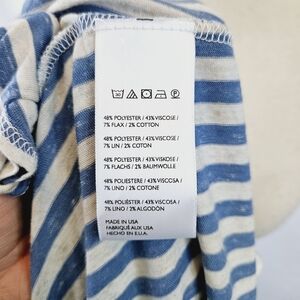 48% POLYESTER / 43% VISCOSE /
7% FLAX / 2% COTTON
48% POLYESTER / 43% VISCOSE /
7% LIN / 2% COTON
48% POLYESTER / 43% VISKOSE /
7% FLACHS / 2% BAUMWOLLE
48% POLIESTERE / 43% VISCOSA /
7% LINO / 2% COTONE
48% POLIÉSTER / 43% VISCOSA /
7% LINO / 2% ALGODÓN
MADE IN USA
FABRIQUÉ AUX USA
HECHO EN E.U.A.